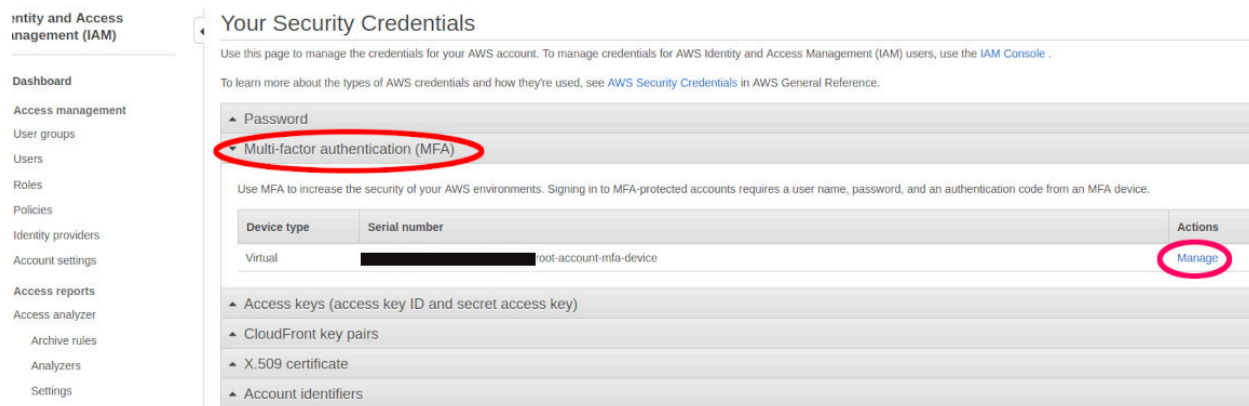 entity and Access
anagement (IAM)
Dashboard
Access management
User groups
Users
Roles
Policies
Identity providers
Account settings
Access reports
Access analyzer
Archive rules
Analyzers
Settings
Your Security Credentials
Use this page to manage the credentials for your AWS account. To manage credentials for AWS Identity and Access Management (IAM) users, use the IAM Console .
To learn more about the types of AWS credentials and how they're used, see AWS Security Credentials in AWS General Reference.
Password
Multi-factor authentication (MFA)
Use MFA to increase the security of your AWS environments. Signing in to MFA-protected accounts requires a user name, password, and an authentication code from an MFA device.
Device type Serial number Actions
Virtual root-account-mfa-device Manage
Access keys (access key ID and secret access key)
CloudFront key pairs
X.509 certificate
Account identifiers